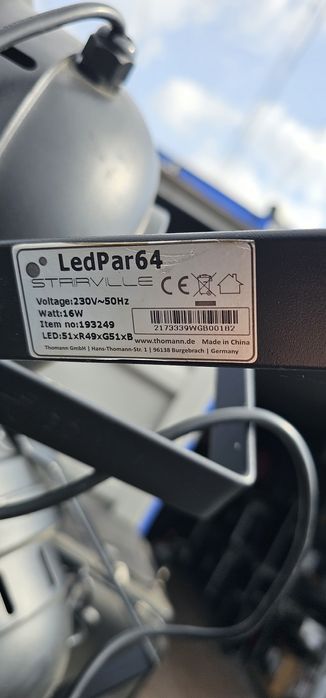 LedPar64
STAIRVILLE
CE
Voltage:230V~50Hz
Watt:16W
Item no:193249
LED:51xR49xG51xB
2173339WGB00182
www.thomann.de Made in China
Thomann GmbH | Hans-Thomann-Str. 1 | 96138 Burgebrach | Germany